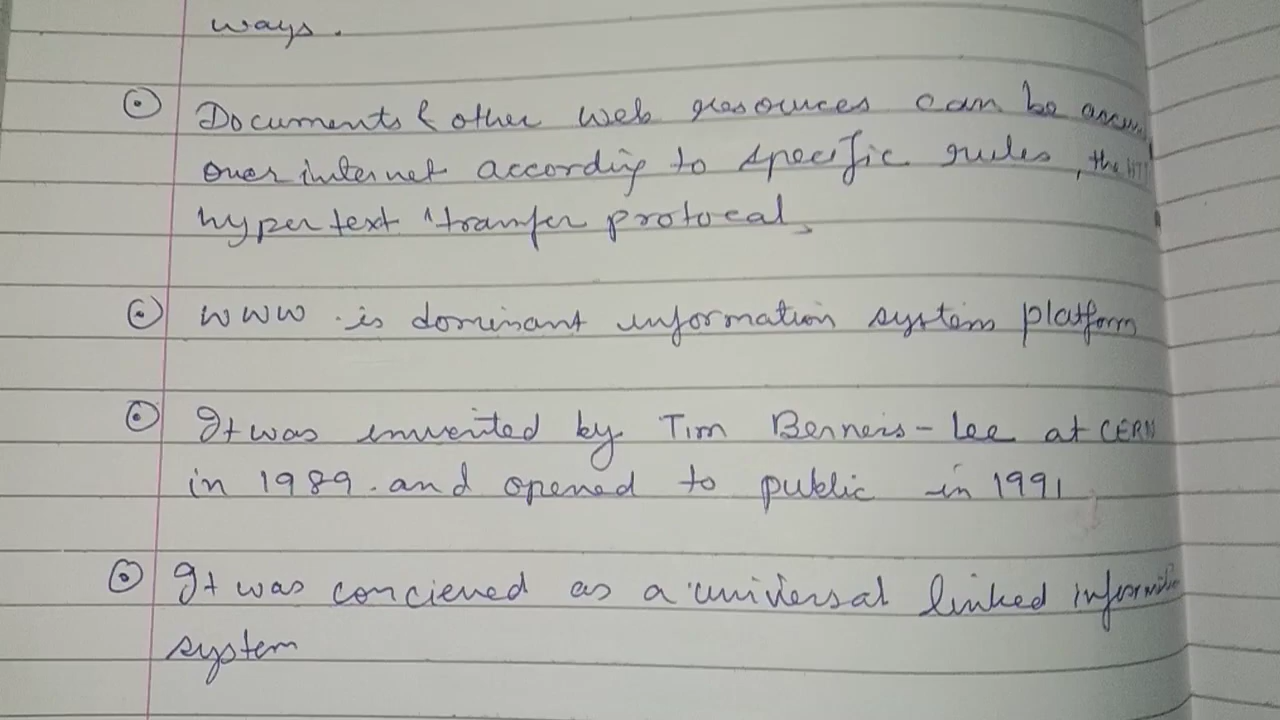 ways.
Documents & other web resources can be
over internet according to specific rules, the
hypertext tranfer protocal,
WWW is dominant information system platform
It was invented by Tim Berners-Lee at CERN
in 1989. and opened to public in 1991
It was concieved as a "universal linked information
system